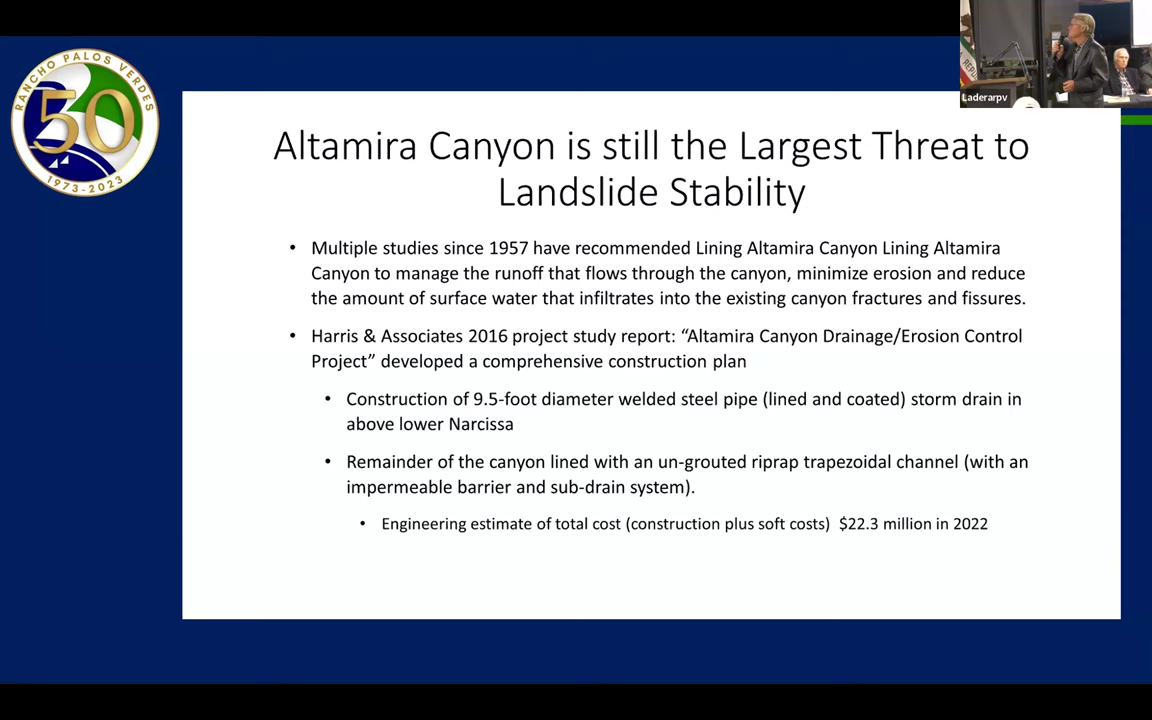 RANCHO PALOS VERDES
50
1973-2023
Laderarpv
Altamira Canyon is still the Largest Threat to
Landslide Stability
• Multiple studies since 1957 have recommended Lining Altamira Canyon Lining Altamira
Canyon to manage the runoff that flows through the canyon, minimize erosion and reduce
the amount of surface water that infiltrates into the existing canyon fractures and fissures.
• Harris & Associates 2016 project study report: “Altamira Canyon Drainage/Erosion Control
Project” developed a comprehensive construction plan
• Construction of 9.5-foot diameter welded steel pipe (lined and coated) storm drain in
above lower Narcissa
• Remainder of the canyon lined with an un-grouted riprap trapezoidal channel (with an
impermeable barrier and sub-drain system).
• Engineering estimate of total cost (construction plus soft costs) $22.3 million in 2022